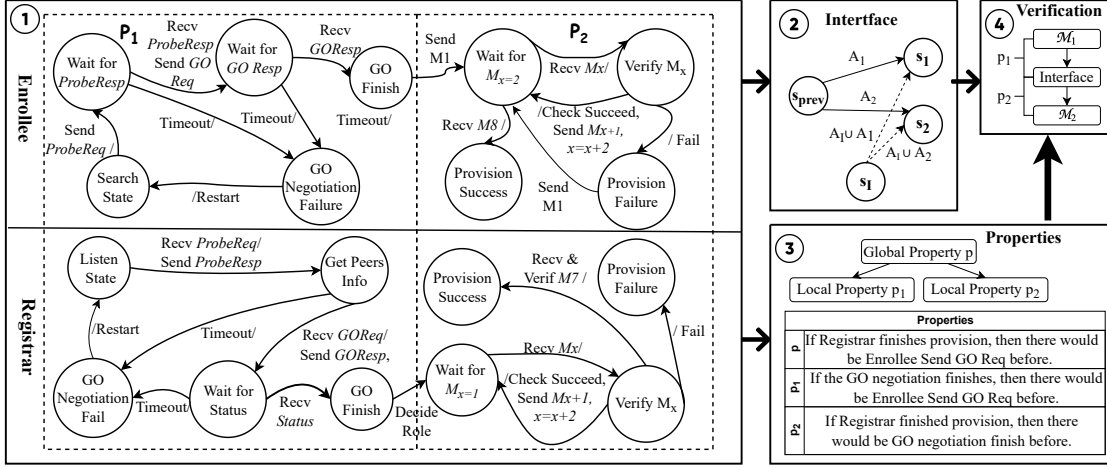 1
P1
Enrollee
Wait for
ProbeResp
Recv
ProbeResp
Send GO
Req
Wait for
GO Resp
Recv
GOResp
GO
Finish
Timeout/
Timeout/
Timeout/
Send
ProbeReq /
Search
State
/Restart
GO
Negotiation
Failure
P2
Send
M1
Wait for
Mx=2
Recv Mx/
Verify Mx
/Check Succeed,
Send Mx+1,
x=x+2
Recv M8 /
/ Fail
Provision
Success
Send
M1
Provision
Failure
Registrar
Listen
State
Recv ProbeReq/
Send ProbeResp
Get Peers
Info
/Restart
Timeout/
Recv GOReq/
Send GOResp,
GO
Negotiation
Fail
Timeout/
Wait for
Status
Recv
Status
GO
Finish
Decide
Role
Provision
Success
Recv &
Verif M7 /
Provision
Failure
/ Fail
Wait for
Mx=1
Recv Mx/
/Check Succeed,
Send Mx+1,
x=x+2
Verify Mx
2
Intertface
A1
s1
sprev
A2
s2
AI∪ A1
AI∪ A2
sI
4
Verification
p1
M1
Interface
p2
M2
3
Properties
Global Property p
Local Property p1
Local Property p2
Properties
p
If Registrar finishes provision, then there would
be Enrollee Send GO Req before.
p1
If the GO negotiation finishes, then there would
be Enrollee Send GO Req before.
p2
If Registrar finished provision, then there
would be GO negotiation finish before.